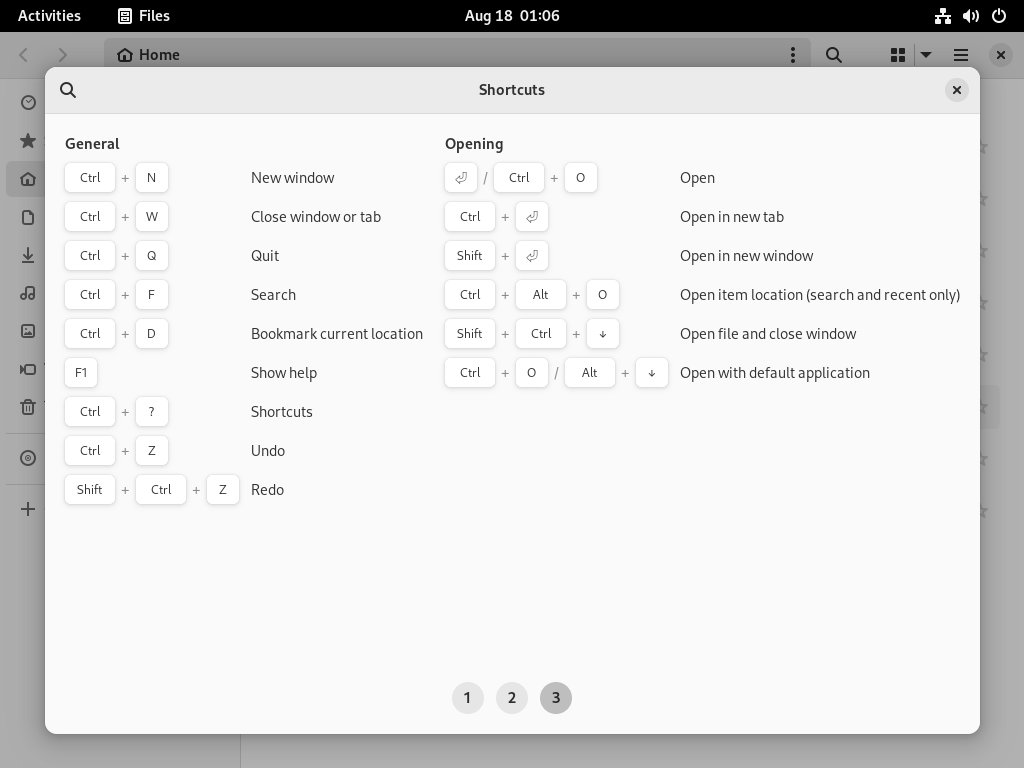 Activities Files Aug 18 01:06
Home
Shortcuts
General
Ctrl + N New window
Ctrl + W Close window or tab
Ctrl + Q Quit
Ctrl + F Search
Ctrl + D Bookmark current location
F1 Show help
Ctrl + ? Shortcuts
Ctrl + Z Undo
Shift + Ctrl + Z Redo
Opening
⏎ / Ctrl + O Open
Ctrl + ⏎ Open in new tab
Shift + ⏎ Open in new window
Ctrl + Alt + O Open item location (search and recent only)
Shift + Ctrl + ↓ Open file and close window
Ctrl + O / Alt + ↓ Open with default application
1 2 3